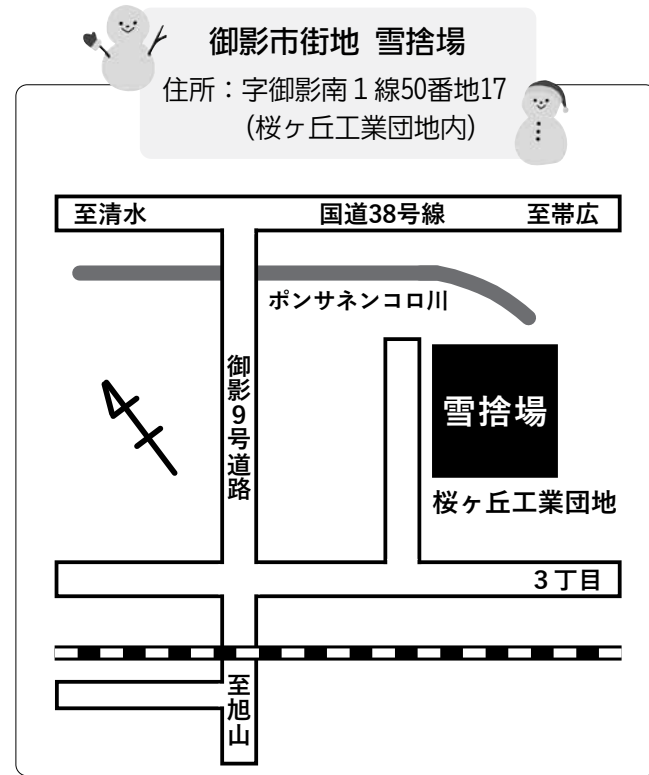 御影市街地 雪捨場
住所：字御影南１線50番地17
(桜ヶ丘工業団地内)
至清水
国道38号線
至帯広
ポンサネンコロ川
御影９号道路
雪捨場
桜ヶ丘工業団地
３丁目
至旭山